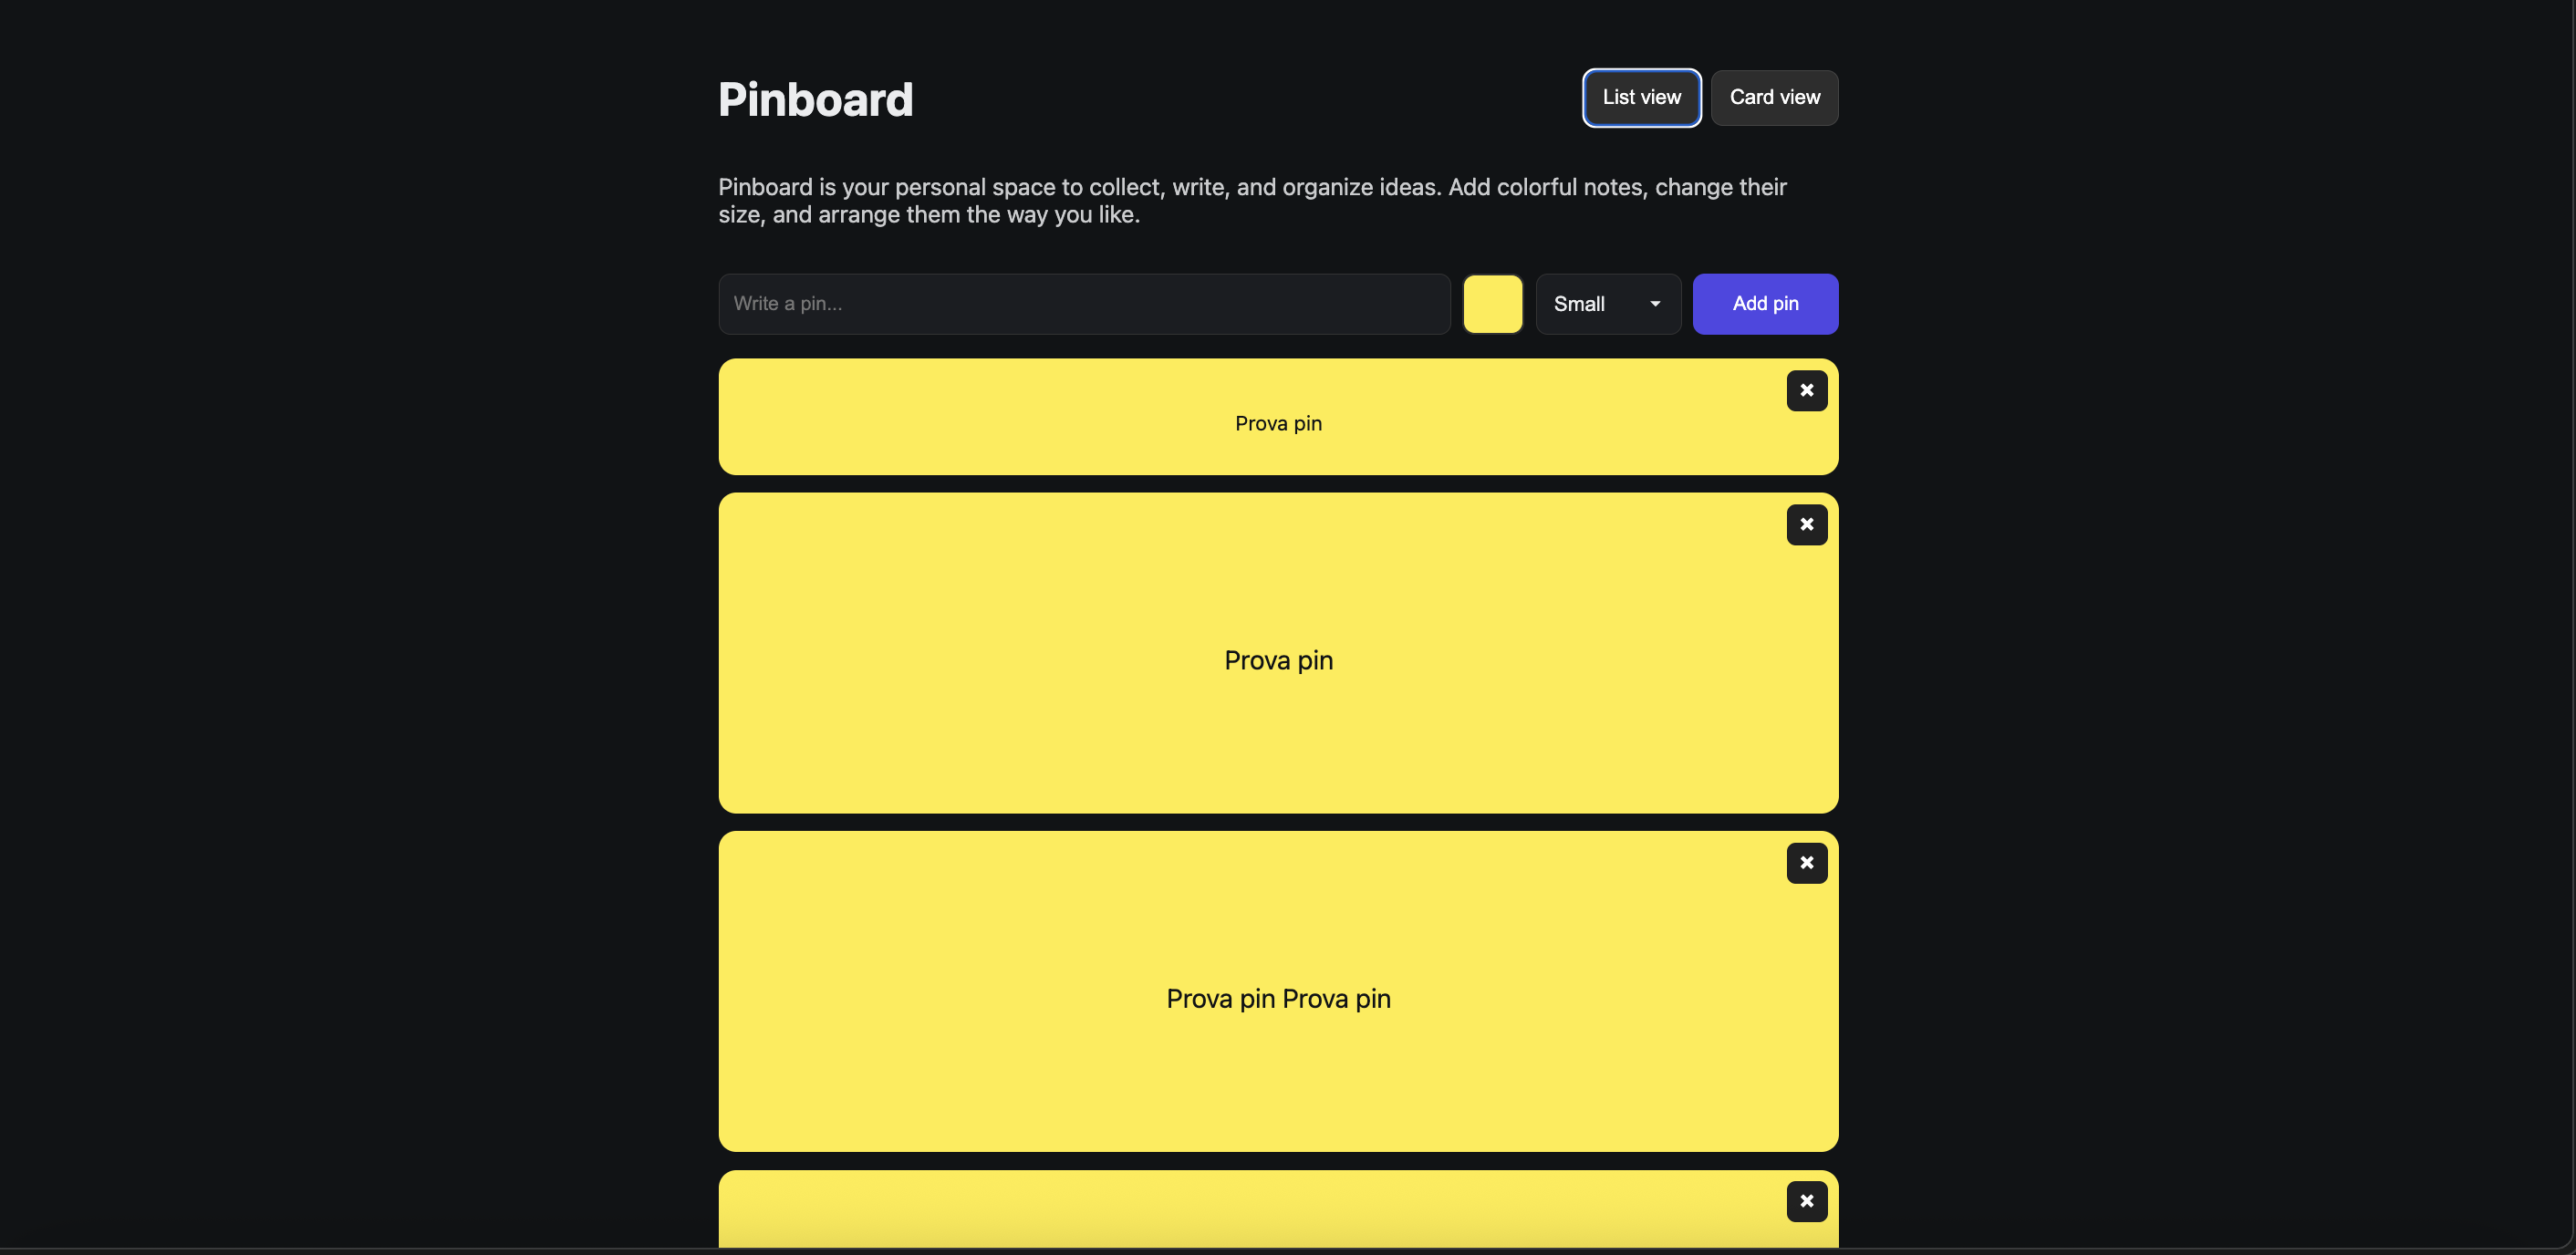 Pinboard
List view
Card view
Pinboard is your personal space to collect, write, and organize ideas. Add colorful notes, change their
size, and arrange them the way you like.
Write a pin...
Small
Add pin
Prova pin
Prova pin
Prova pin Prova pin